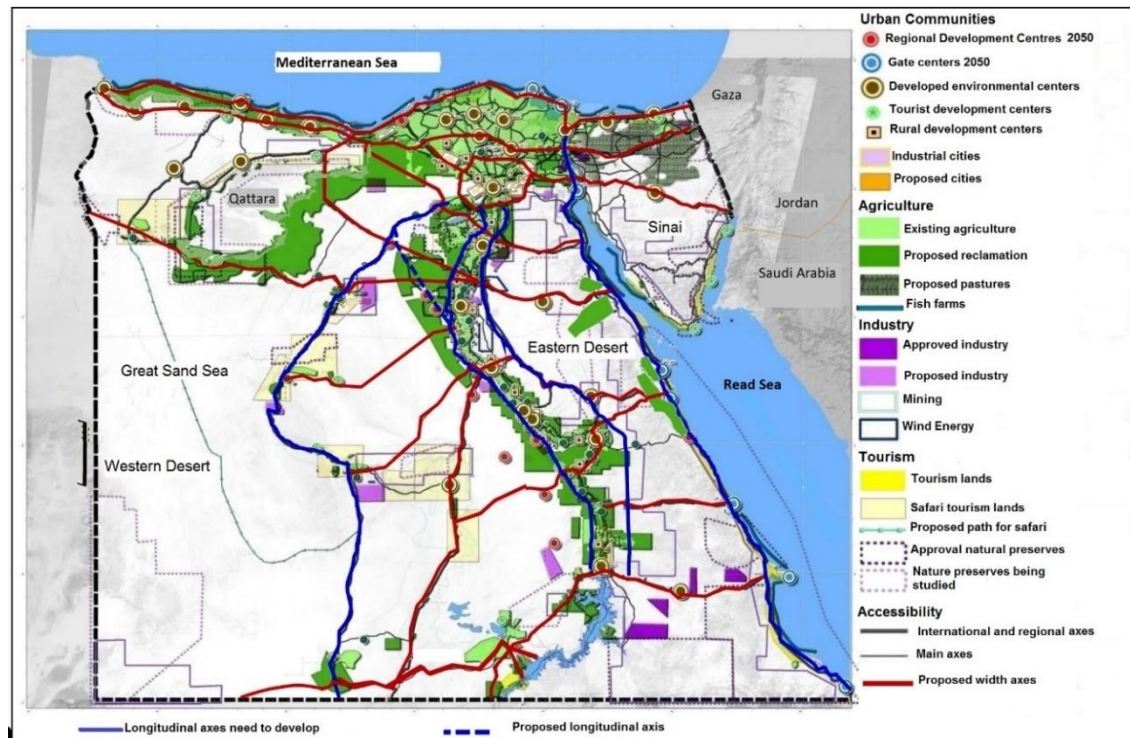 Mediterranean Sea
Gaza
Qattara
Sinai
Jordan
Saudi Arabia
Eastern Desert
Great Sand Sea
Read Sea
Western Desert
Urban Communities
Regional Development Centres 2050
Gate centers 2050
Developed environmental centers
Tourist development centers
Rural development centers
Industrial cities
Proposed cities
Agriculture
Existing agriculture
Proposed reclamation
Proposed pastures
Fish farms
Industry
Approved industry
Proposed industry
Mining
Wind Energy
Tourism
Tourism lands
Safari tourism lands
Proposed path for safari
Approval natural preserves
Nature preserves being
studied
Accessibility
International and regional axes
Main axes
Proposed width axes
Longitudinal axes need to develop
Proposed longitudinal axis